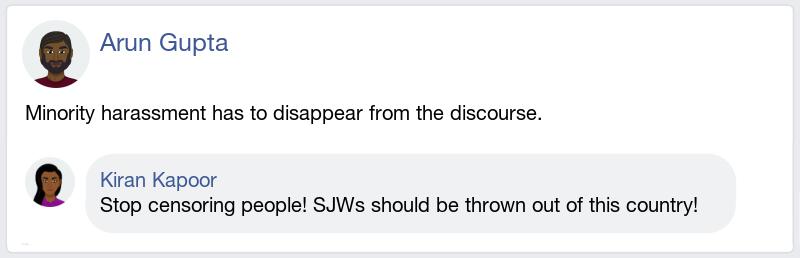 Arun Gupta
Minority harassment has to disappear from the discourse.
Kiran Kapoor
Stop censoring people! SJWs should be thrown out of this country!